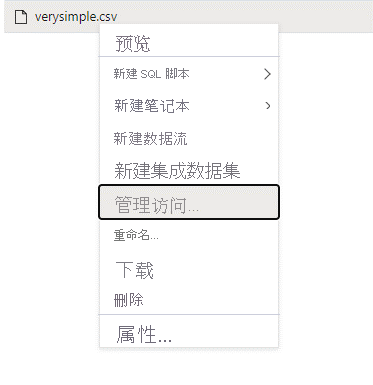 verysimple.csv
预览
新建 SQL 脚本
新建笔记本
新建数据流
新建集成数据集
管理访问...
重命名...
下载
删除
属性...